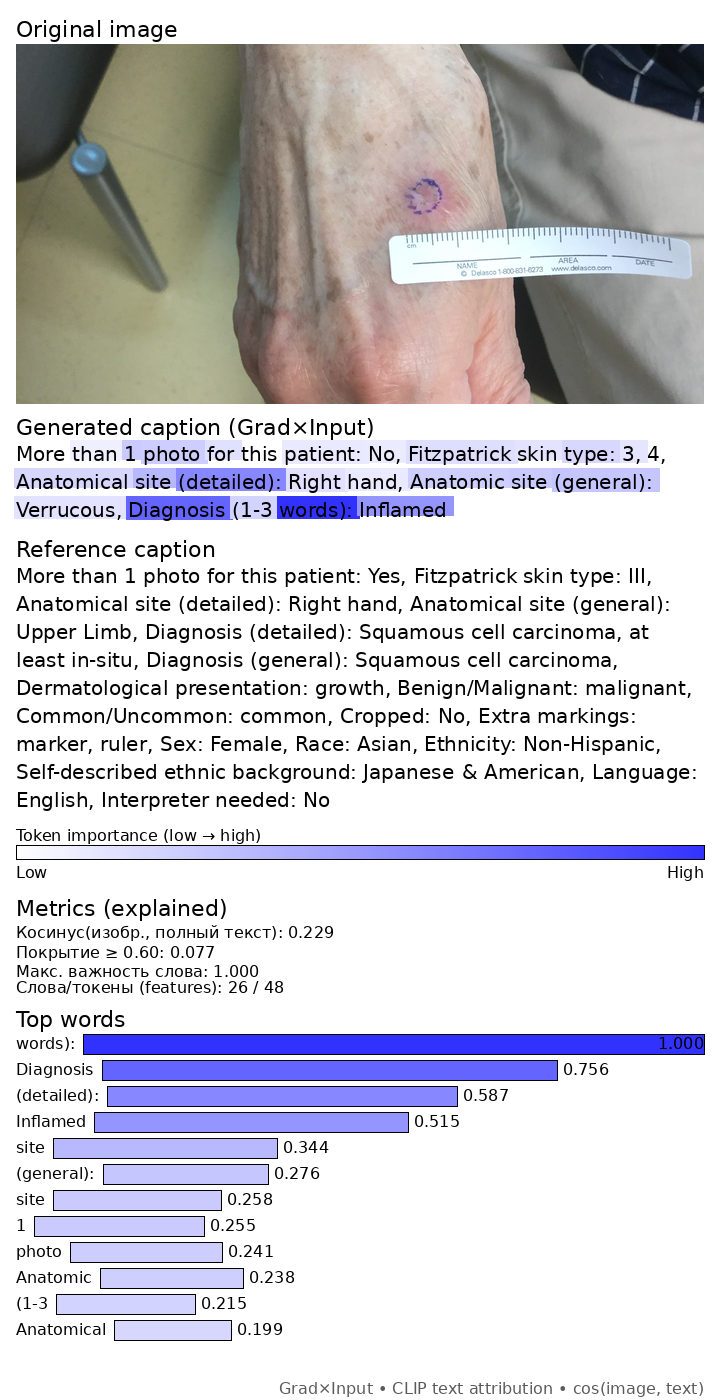 Original image
cm
NAME
AREA
DATE
© Delasco 1-800-831-6273 www.delasco.com
Generated caption (Grad×Input)
More than 1 photo for this patient: No, Fitzpatrick skin type: 3, 4,
Anatomical site (detailed): Right hand, Anatomic site (general):
Verrucous, Diagnosis (1-3 words): Inflamed
Reference caption
More than 1 photo for this patient: Yes, Fitzpatrick skin type: III,
Anatomical site (detailed): Right hand, Anatomical site (general):
Upper Limb, Diagnosis (detailed): Squamous cell carcinoma, at
least in-situ, Diagnosis (general): Squamous cell carcinoma,
Dermatological presentation: growth, Benign/Malignant: malignant,
Common/Uncommon: common, Cropped: No, Extra markings:
marker, ruler, Sex: Female, Race: Asian, Ethnicity: Non-Hispanic,
Self-described ethnic background: Japanese & American, Language:
English, Interpreter needed: No
Token importance (low → high)
Low High
Metrics (explained)
Косинус(изобр., полный текст): 0.229
Покрытие ≥ 0.60: 0.077
Макс. важность слова: 1.000
Слова/токены (features): 26 / 48
Top words
words): 1.000
Diagnosis 0.756
(detailed): 0.587
Inflamed 0.515
site 0.344
(general): 0.276
site 0.258
1 0.255
photo 0.241
Anatomic 0.238
(1-3 0.215
Anatomical 0.199
Grad×Input • CLIP text attribution • cos(image, text)